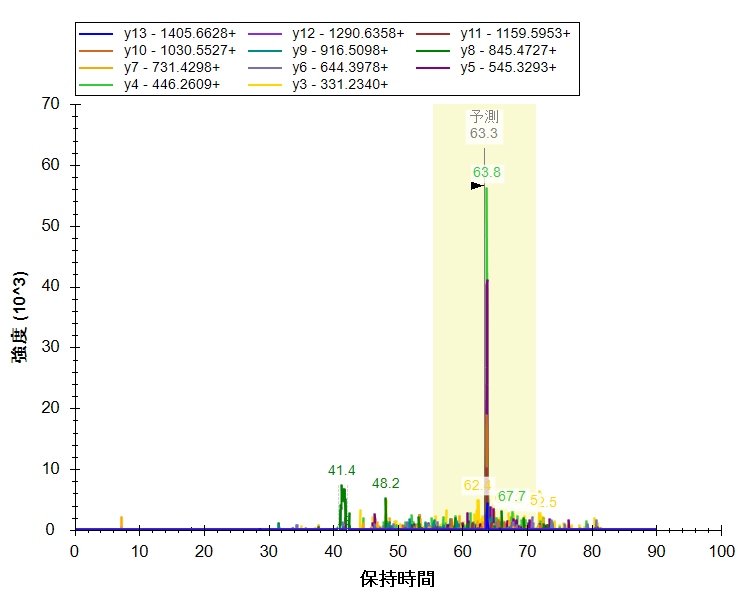 y13 - 1405.6628+ y12 - 1290.6358+ y11 - 1159.5953+
y10 - 1030.5527+ y9 - 916.5098+ y8 - 845.4727+
y7 - 731.4298+ y6 - 644.3978+ y5 - 545.3293+
y4 - 446.2609+ y3 - 331.2340+
予測
63.3
63.8
41.4
48.2
62.4
67.7
70
60
50
40
30
20
10
0
強度 (10^3)
0 10 20 30 40 50 60 70 80 90 100
保持時間